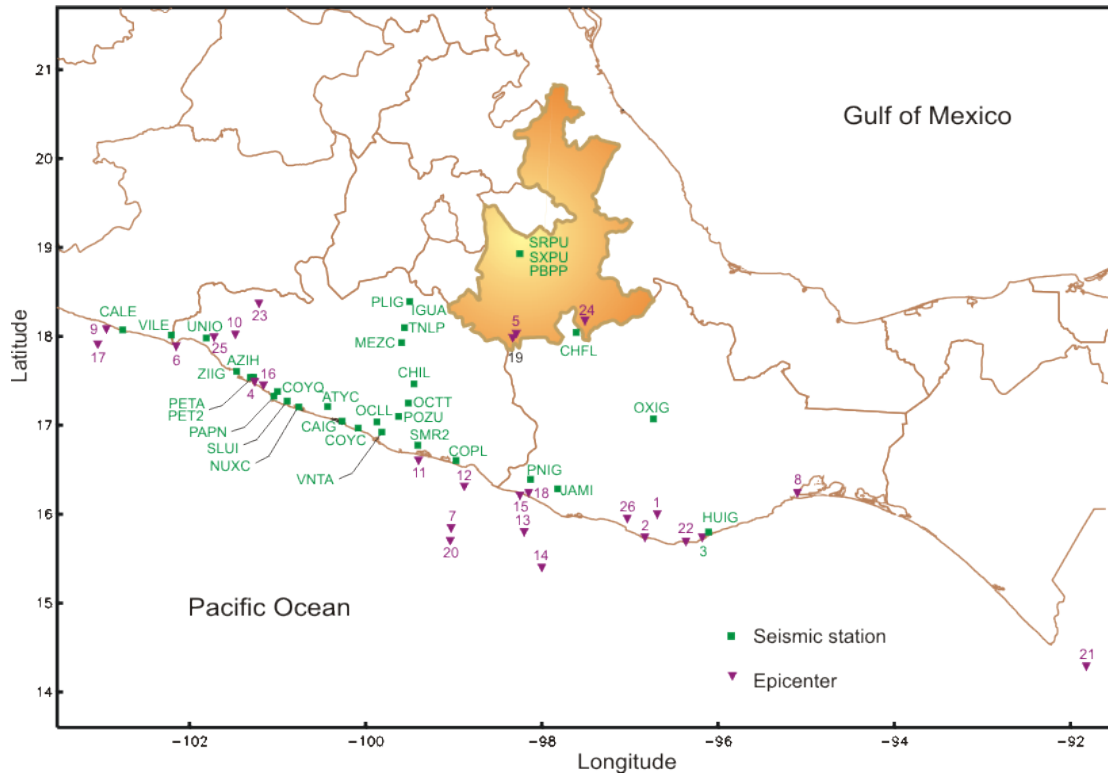 21
20
19
18
17
16
15
14
Latitude
−102
−100
−98
−96
−94
−92
Longitude
Gulf of Mexico
Pacific Ocean
Seismic station
Epicenter
SRPU
SXPU
PBPP
PLIG
IGUA
TNLP
MEZC
5
19
24
CHFL
23
CALE
9
17
VILE
6
UNIO
25
10
AZIH
ZIIG
4
16
PETA
PET2
COYQ
PAPN
SLUI
NUXC
ATYC
CAIG
COYC
OCLL
VNTA
CHIL
OCTT
POZU
SMR2
11
COPL
12
7
20
OXIG
PNIG
18
JAMI
15
13
14
26
1
2
22
3
HUIG
8
21